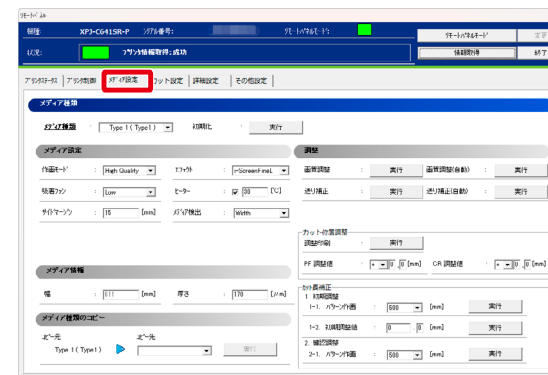 リモートパネル
機種: XPJ-CG415R-P シリアル番号: リモートパネルモード: リモートパネルモード 変更
状況: プリンタ情報取得:成功 情報取得 終了
プリンタステータス プリンタ制御 メディア設定 カット設定 詳細設定 その他設定
メディア種類
メディア種類 : Type 1 ( Type1 ) 初期化 : 実行
メディア設定
作画モード : High Quality エフェクト : i-ScreenFineL
吸着ファン : Low ヒーター : 30 [℃]
サイドマージン : 15 [mm] メディア検出 : Width
調整
画質調整 : 実行 画質調整(自動) : 実行
送り補正 : 実行 送り補正(自動) : 実行
カット位置調整
調整印刷 : 実行
PF 調整値 : + 0 . 0 [mm] CR 調整値 : + 0 . 0 [mm]
メディア情報
幅 : 611 [mm] 厚さ : 170 [μm]
メディア種類のコピー
コピー元 コピー先
Type 1 ( Type1 ) 実行
カット長補正
1 初期調整
1-1. パターン作画 : 500 [mm] 実行
1-2. 初期調整値 : 0 . 0 [mm] 実行
2. 確認調整
2-1. パターン作画 : 500 [mm] 実行